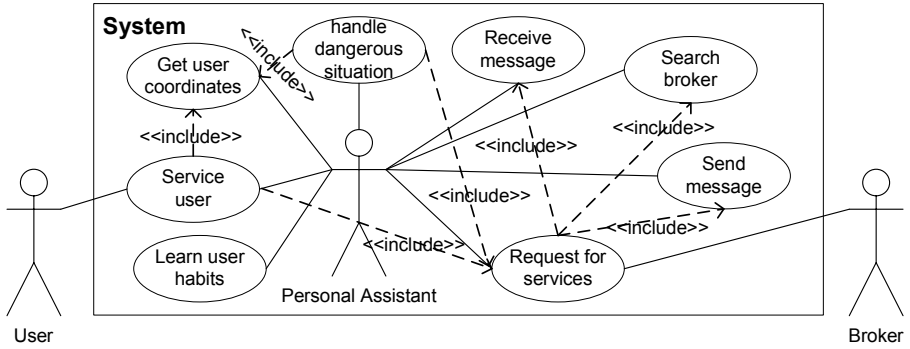 System
handle
dangerous
situation
Receive
message
Search
broker
Get user
coordinates
<<include>>
<<include>>
<<include>>
<<include>>
Send
message
Service
user
<<include>>
<<include>>
<<include>>
Learn user
habits
Request for
services
Personal Assistant
User
Broker